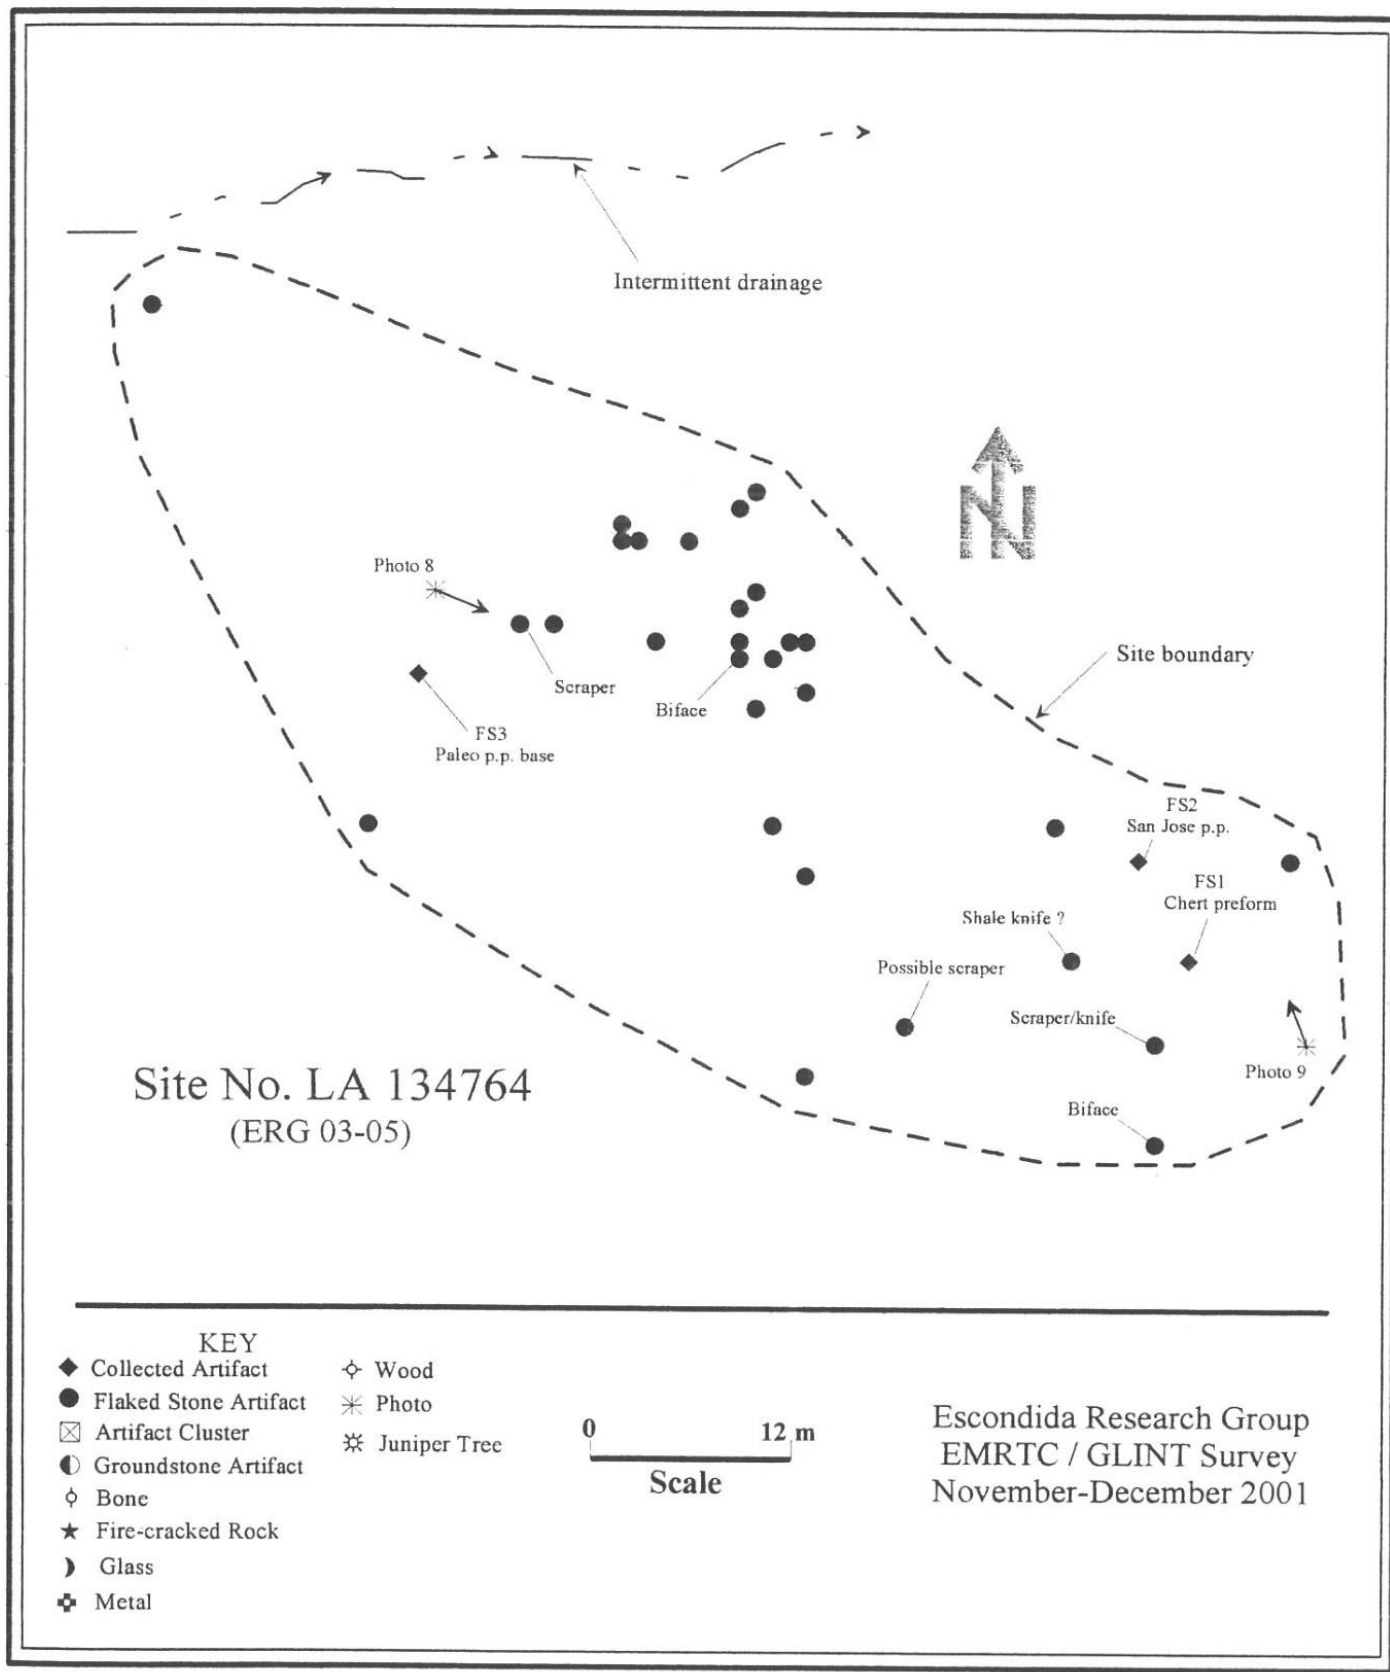 Intermittent drainage
N
Photo 8
Site boundary
Scraper
Biface
FS3
Paleo p.p. base
FS2
San Jose p.p.
FS1
Chert preform
Shale knife ?
Possible scraper
Scraper/knife
Photo 9
Biface
Site No. LA 134764
(ERG 03-05)
KEY
Collected Artifact
Flaked Stone Artifact
Artifact Cluster
Groundstone Artifact
Bone
Fire-cracked Rock
Glass
Metal
Wood
Photo
Juniper Tree
0 12 m
Scale
Escondida Research Group
EMRTC / GLINT Survey
November-December 2001